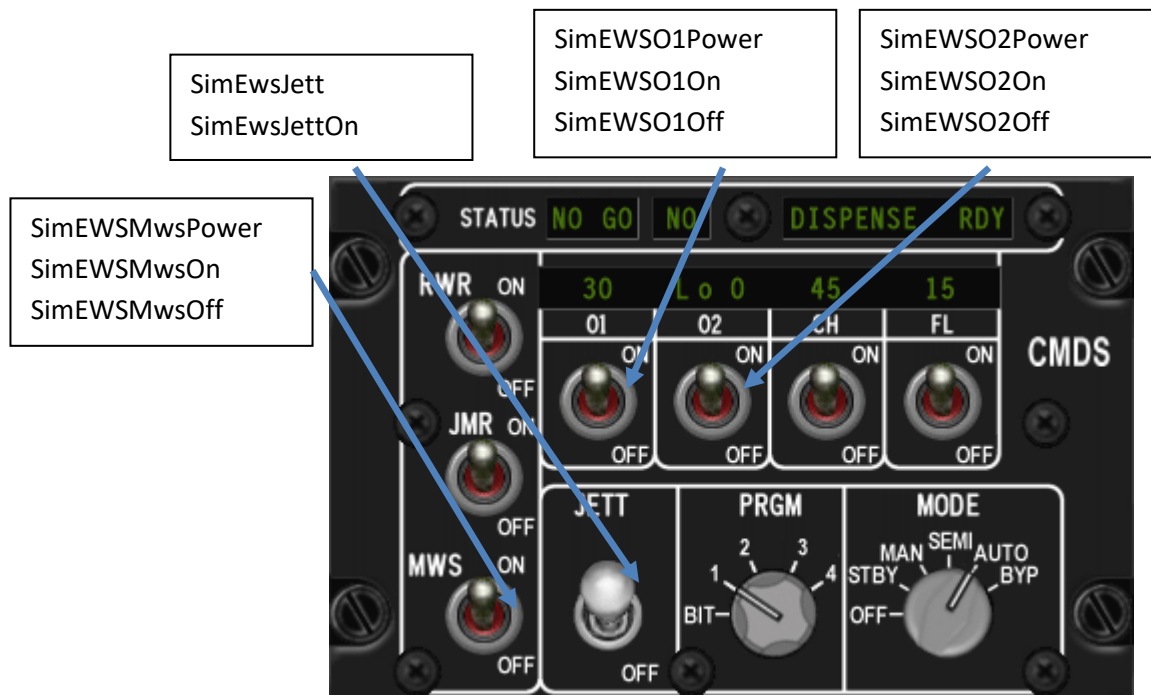 SimEWSO1Power
SimEWSO1On
SimEWSO1Off
SimEWSO2Power
SimEWSO2On
SimEWSO2Off
SimEwsJett
SimEwsJettOn
SimEWSMwsPower
SimEWSMwsOn
SimEWSMwsOff
STATUS NO GO NO DISPENSE RDY
RWR ON
OFF
JMR ON
OFF
MWS ON
OFF
30 Lo 0 45 15
O1 O2 CH FL
ON ON ON ON
OFF OFF OFF OFF
CMDS
JETT
OFF
PRGM
BIT 1 2 3 4
MODE
OFF STBY MAN SEMI AUTO BYP